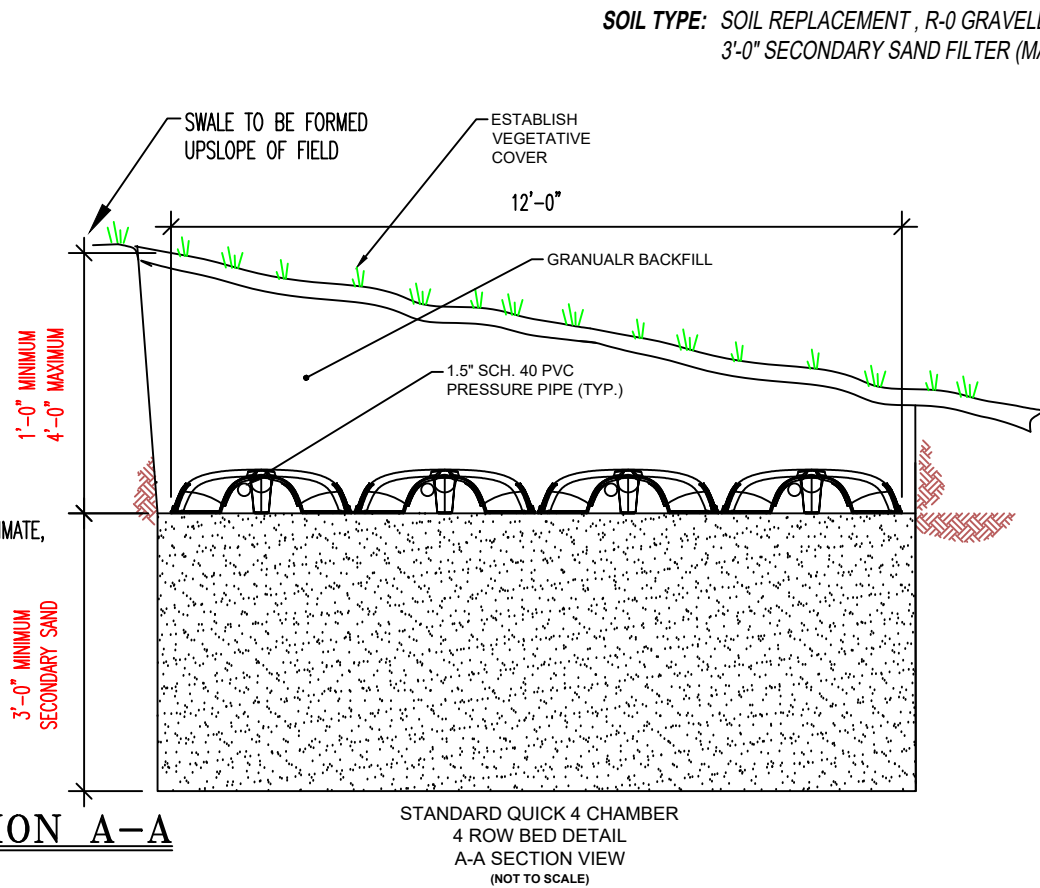 SOIL TYPE: SOIL REPLACEMENT , R-0 GRAVELL
3'-0" SECONDARY SAND FILTER (MA
SWALE TO BE FORMED
UPSLOPE OF FIELD
ESTABLISH
VEGETATIVE
COVER
12'-0"
GRANUALR BACKFILL
1.5" SCH. 40 PVC
PRESSURE PIPE (TYP.)
1'-0" MINIMUM
4'-0" MAXIMUM
IMATE,
3'-0" MINIMUM
SECONDARY SAND
ION A-A
STANDARD QUICK 4 CHAMBER
4 ROW BED DETAIL
A-A SECTION VIEW
(NOT TO SCALE)